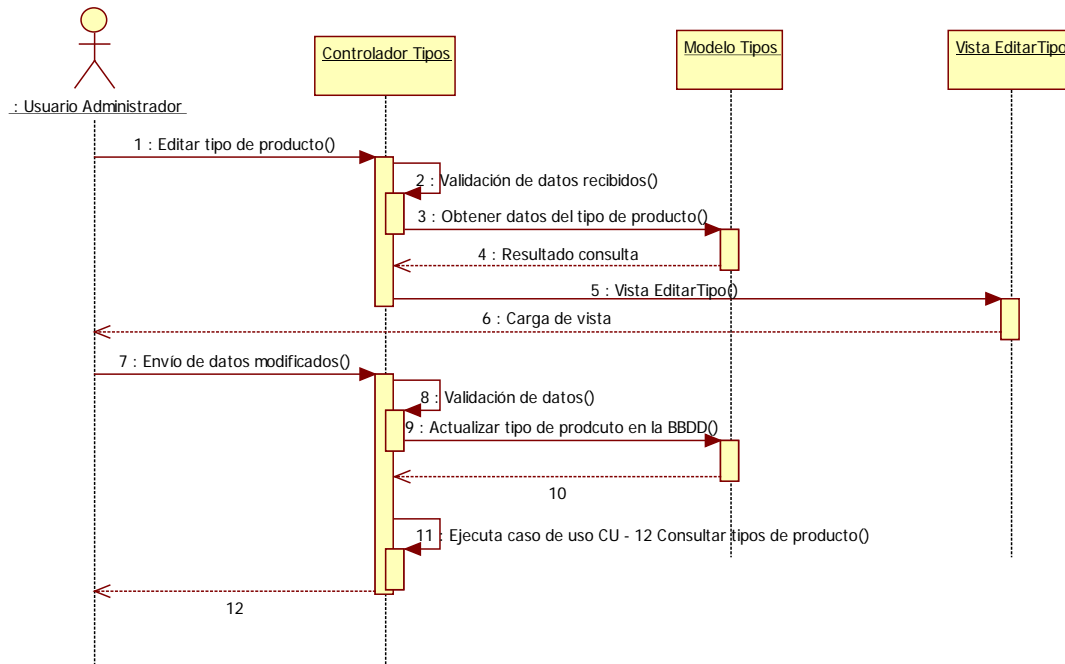 Controlador Tipos
Modelo Tipos
Vista EditarTipo
: Usuario Administrador
1 : Editar tipo de producto()
2 : Validación de datos recibidos()
3 : Obtener datos del tipo de producto()
4 : Resultado consulta
5 : Vista EditarTipo()
6 : Carga de vista
7 : Envío de datos modificados()
8 : Validación de datos()
9 : Actualizar tipo de prodcuto en la BBDD()
10
11 : Ejecuta caso de uso CU - 12 Consultar tipos de producto()
12